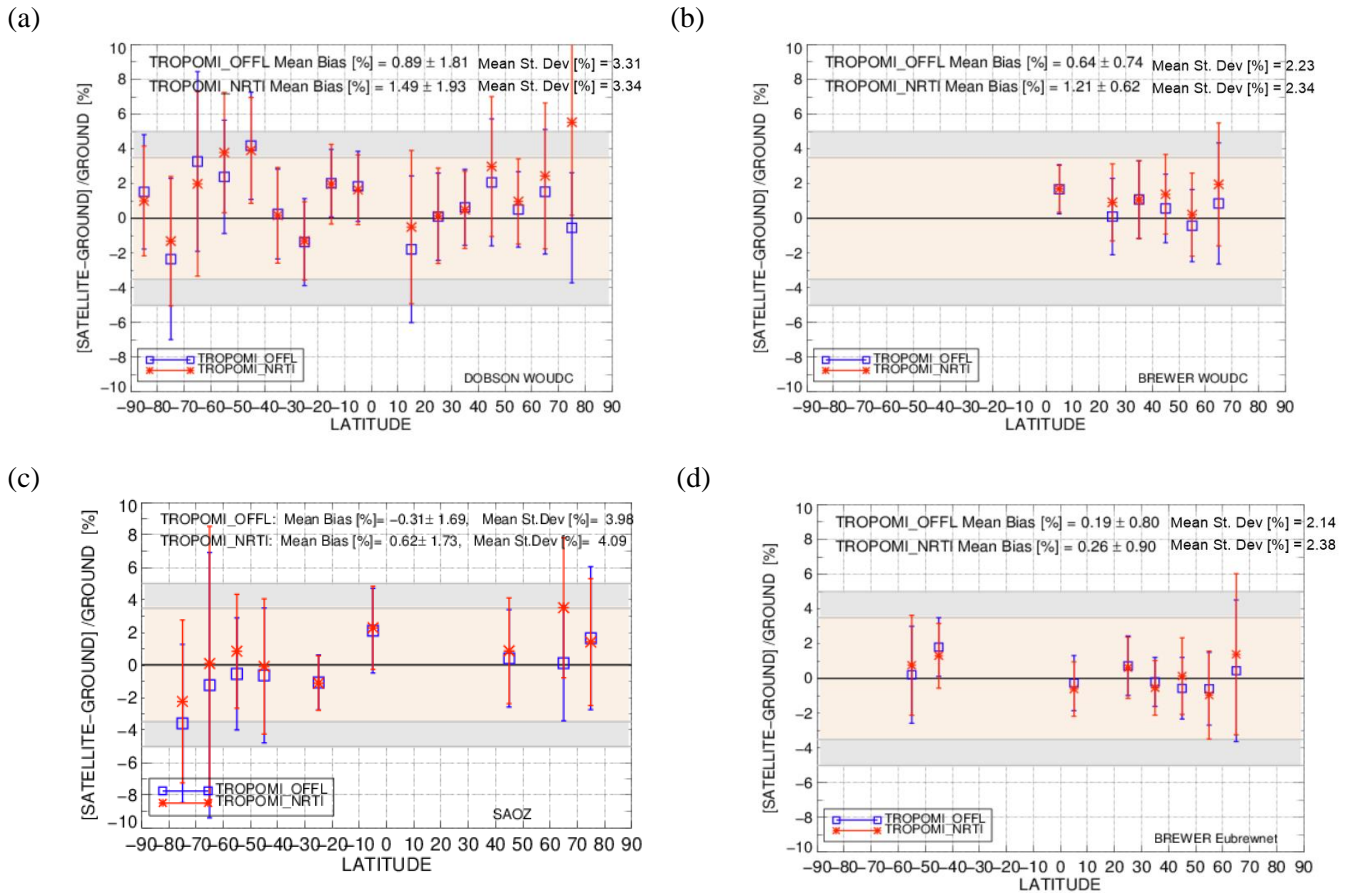 (a)
[SATELLITE-GROUND] /GROUND [%]
10
8
6
4
2
0
-2
-4
-6
-8
-10
TROPOMI_OFFL Mean Bias [%] = 0.89 ± 1.81 Mean St. Dev [%] = 3.31
TROPOMI_NRTI Mean Bias [%] = 1.49 ± 1.93 Mean St. Dev [%] = 3.34
TROPOMI_OFFL
TROPOMI_NRTI
DOBSON WOUDC
-90 -80 -70 -60 -50 -40 -30 -20 -10 0 10 20 30 40 50 60 70 80 90
LATITUDE
(b)
[SATELLITE-GROUND] /GROUND [%]
10
8
6
4
2
0
-2
-4
-6
-8
-10
TROPOMI_OFFL Mean Bias [%] = 0.64 ± 0.74 Mean St. Dev [%] = 2.23
TROPOMI_NRTI Mean Bias [%] = 1.21 ± 0.62 Mean St. Dev [%] = 2.34
TROPOMI_OFFL
TROPOMI_NRTI
BREWER WOUDC
-90 -80 -70 -60 -50 -40 -30 -20 -10 0 10 20 30 40 50 60 70 80 90
LATITUDE
(c)
[SATELLITE-GROUND] /GROUND [%]
10
8
6
4
2
0
-2
-4
-6
-8
-10
TROPOMI_OFFL: Mean Bias [%]= -0.31± 1.69, Mean St.Dev [%]= 3.98
TROPOMI_NRTI: Mean Bias [%]= 0.62± 1.73, Mean St.Dev [%]= 4.09
TROPOMI_OFFL
TROPOMI_NRTI
SAOZ
-90 -80 -70 -60 -50 -40 -30 -20 -10 0 10 20 30 40 50 60 70 80 90
LATITUDE
(d)
[SATELLITE-GROUND] /GROUND [%]
10
8
6
4
2
0
-2
-4
-6
-8
-10
TROPOMI_OFFL Mean Bias [%] = 0.19 ± 0.80 Mean St. Dev [%] = 2.14
TROPOMI_NRTI Mean Bias [%] = 0.26 ± 0.90 Mean St. Dev [%] = 2.38
TROPOMI_OFFL
TROPOMI_NRTI
BREWER Eubrewnet
-90 -80 -70 -60 -50 -40 -30 -20 -10 0 10 20 30 40 50 60 70 80 90
LATITUDE